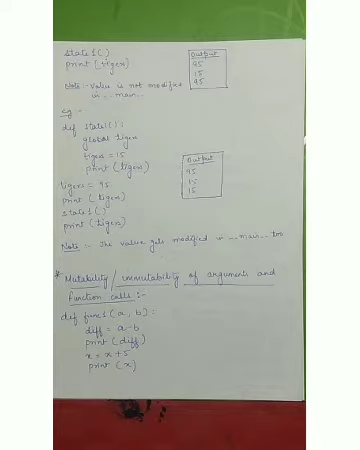 state1()
print(tigers)
Output
95
15
95
Note:- Value is not modified
in __main__
eg:-
def state1():
global tigers
tigers = 15
print(tigers)
Output
95
15
15
tigers = 95
print(tigers)
state1()
print(tigers)
Note:- The value gets modified in __main__ too
* Mutability/immutability of arguments and
function calls:-
def func1(a, b):
diff = a-b
print(diff)
x = x+5
print(x)